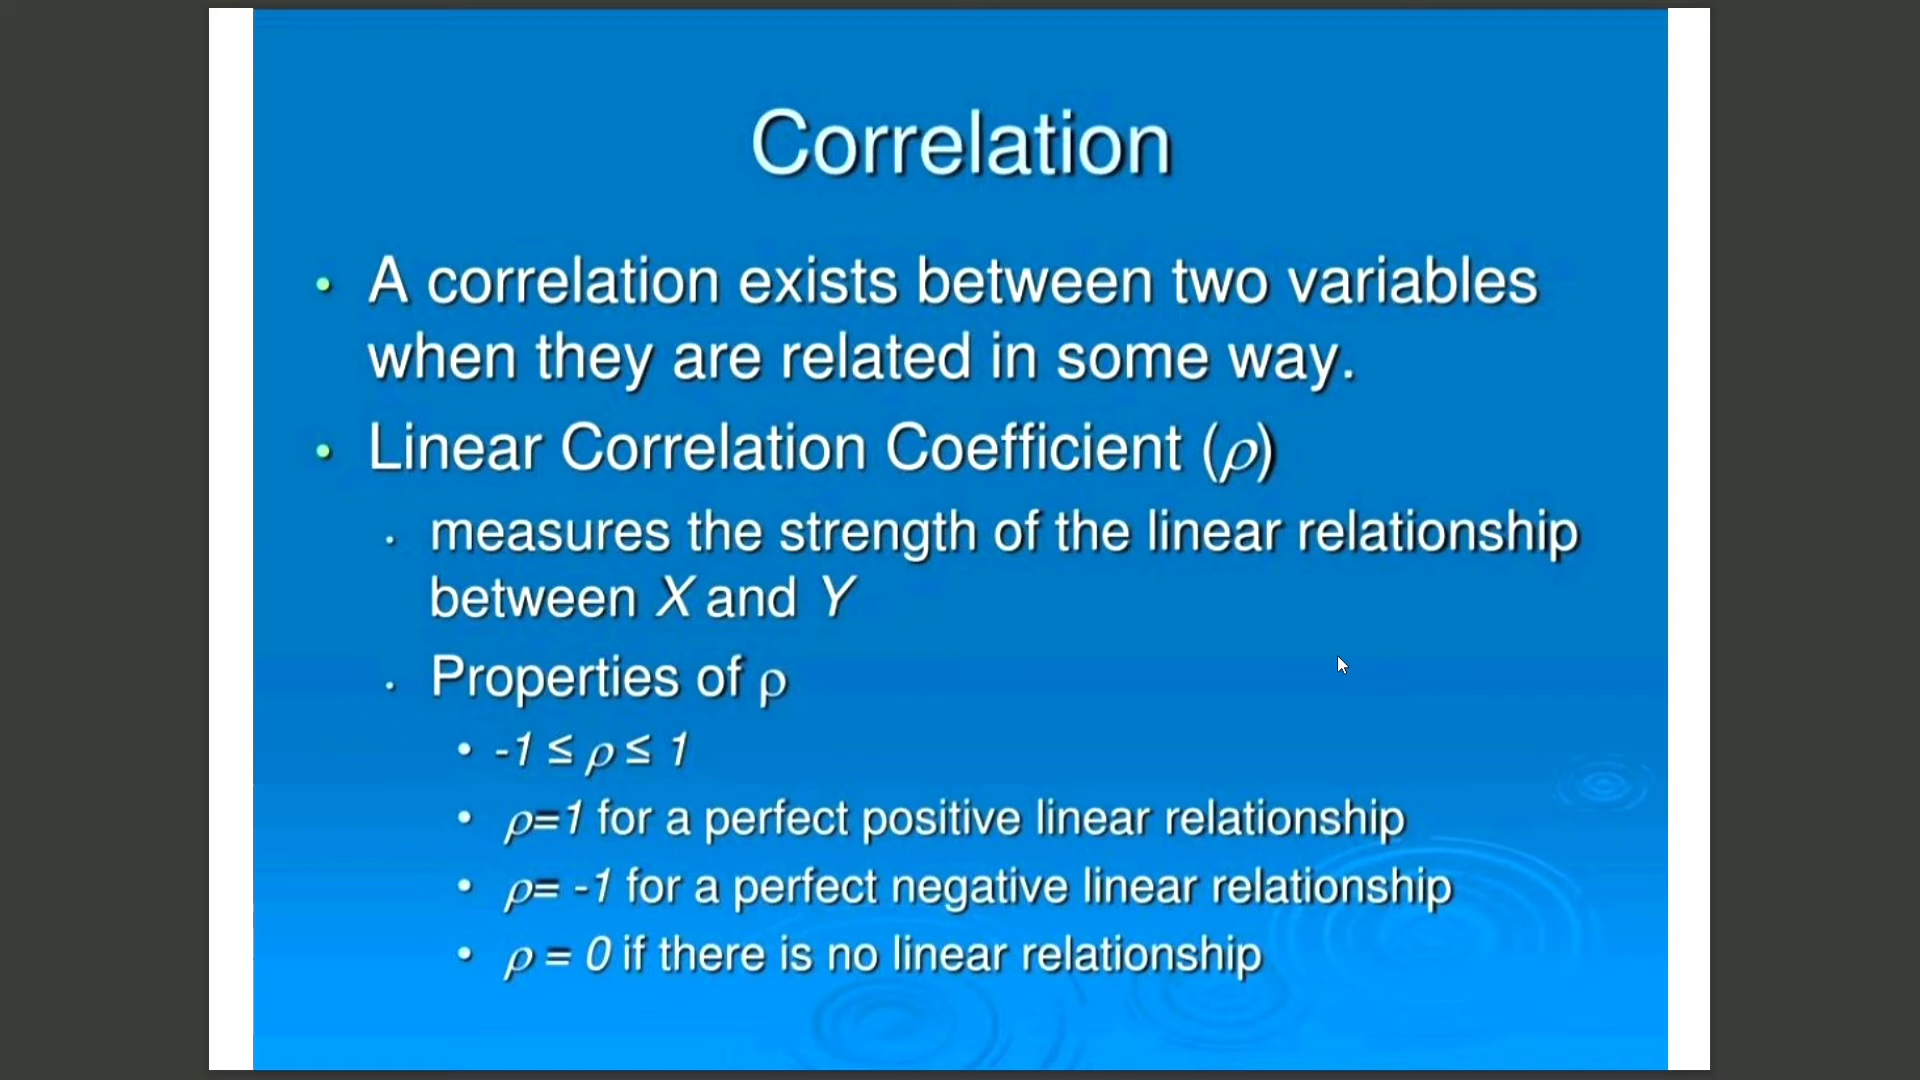 Correlation
• A correlation exists between two variables
when they are related in some way.
• Linear Correlation Coefficient (ρ)
· measures the strength of the linear relationship
between X and Y
· Properties of ρ
• -1 ≤ ρ ≤ 1
• ρ=1 for a perfect positive linear relationship
• ρ= -1 for a perfect negative linear relationship
• ρ = 0 if there is no linear relationship